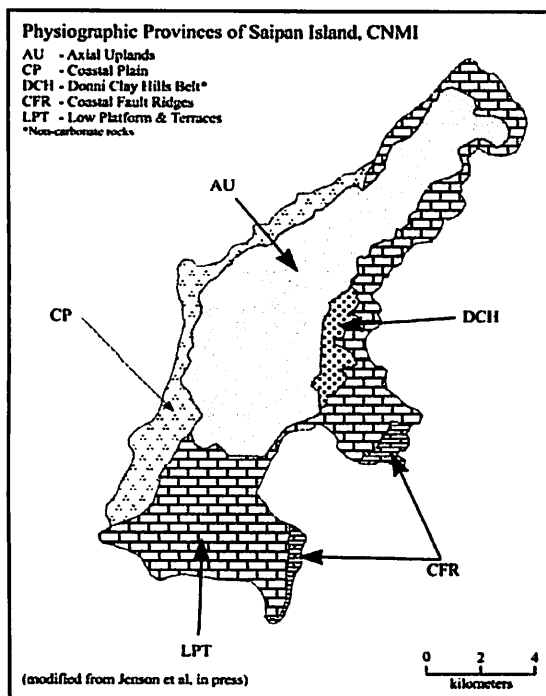 Physiographic Provinces of Saipan Island, CNMI
AU - Axial Uplands
CP - Coastal Plain
DCH - Donni Clay Hills Belt*
CFR - Coastal Fault Ridges
LPT - Low Platform & Terraces
*Non-carbonate rocks
AU
CP
DCH
CFR
LPT
0 2 4
kilometers
(modified from Jenson et al, in press)